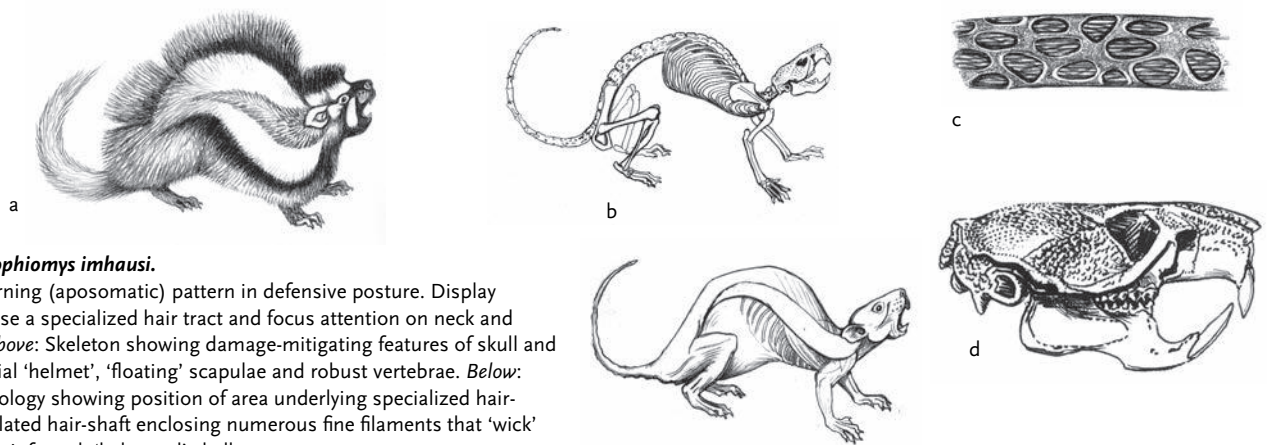 a
b
c
d
ophiomys imhausi.
rning (aposomatic) pattern in defensive posture. Display
se a specialized hair tract and focus attention on neck and
bove: Skeleton showing damage-mitigating features of skull and
ial ‘helmet’, ‘floating’ scapulae and robust vertebrae. Below:
ology showing position of area underlying specialized hair-
lated hair-shaft enclosing numerous fine filaments that ‘wick’